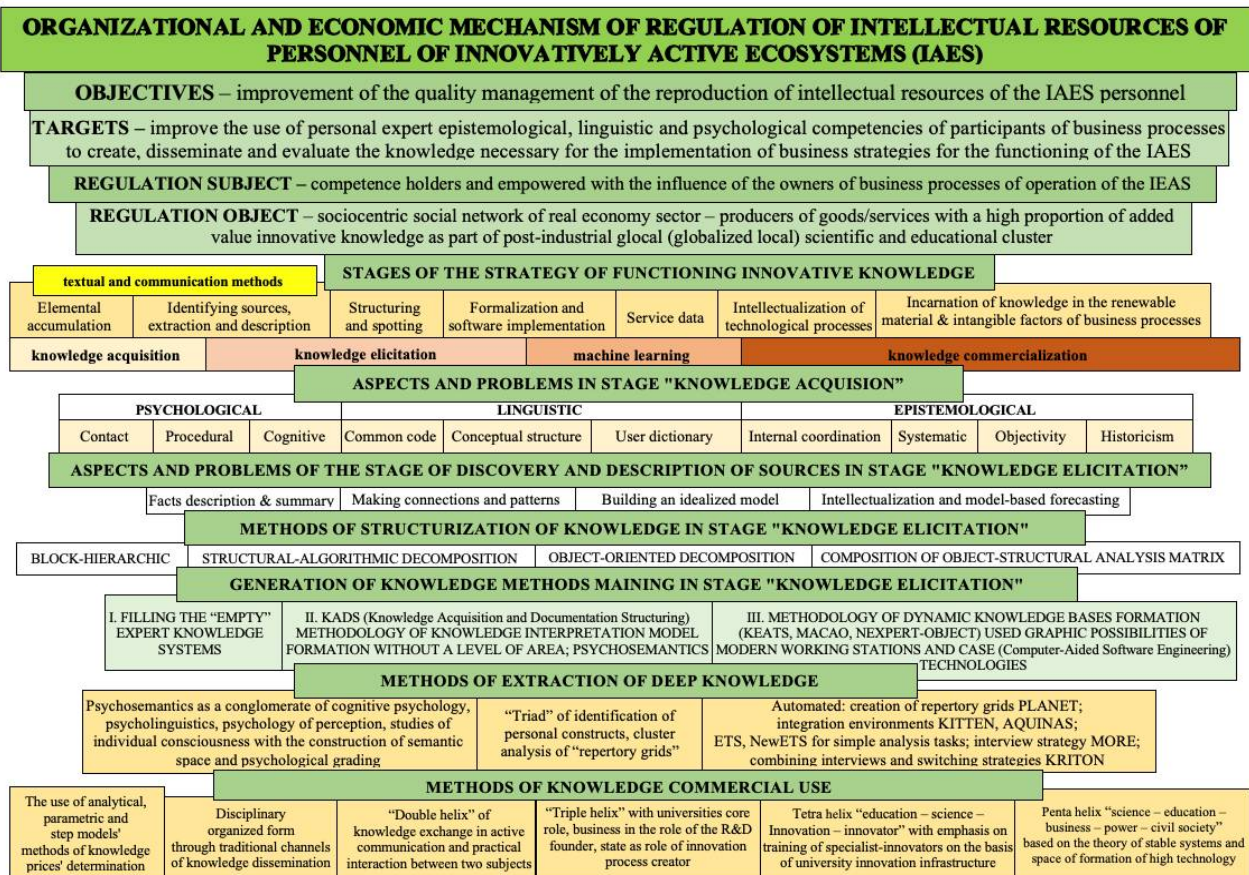 ORGANIZATIONAL AND ECONOMIC MECHANISM OF REGULATION OF INTELLECTUAL RESOURCES OF
PERSONNEL OF INNOVATIVELY ACTIVE ECOSYSTEMS (IAES)
OBJECTIVES – improvement of the quality management of the reproduction of intellectual resources of the IAES personnel
TARGETS – improve the use of personal expert epistemological, linguistic and psychological competencies of participants of business processes
to create, disseminate and evaluate the knowledge necessary for the implementation of business strategies for the functioning of the IAES
REGULATION SUBJECT – competence holders and empowered with the influence of the owners of business processes of operation of the IEAS
REGULATION OBJECT – sociocentric social network of real economy sector – producers of goods/services with a high proportion of added
value innovative knowledge as part of post-industrial glocal (globalized local) scientific and educational cluster
STAGES OF THE STRATEGY OF FUNCTIONING INNOVATIVE KNOWLEDGE
textual and communication methods
Elemental
accumulation
Identifying sources,
extraction and description
Structuring
and spotting
Formalization and
software implementation
Service data
Intellectualization of
technological processes
Incarnation of knowledge in the renewable
material & intangible factors of business processes
knowledge acquisition
knowledge elicitation
machine learning
knowledge commercialization
ASPECTS AND PROBLEMS IN STAGE "KNOWLEDGE ACQUISION”
PSYCHOLOGICAL
LINGUISTIC
EPISTEMOLOGICAL
Contact
Procedural
Cognitive
Common code
Conceptual structure
User dictionary
Internal coordination
Systematic
Objectivity
Historicism
ASPECTS AND PROBLEMS OF THE STAGE OF DISCOVERY AND DESCRIPTION OF SOURCES IN STAGE "KNOWLEDGE ELICITATION”
Facts description & summary
Making connections and patterns
Building an idealized model
Intellectualization and model-based forecasting
METHODS OF STRUCTURIZATION OF KNOWLEDGE IN STAGE "KNOWLEDGE ELICITATION"
BLOCK-HIERARCHIC
STRUCTURAL-ALGORITHMIC DECOMPOSITION
OBJECT-ORIENTED DECOMPOSITION
COMPOSITION OF OBJECT-STRUCTURAL ANALYSIS MATRIX
GENERATION OF KNOWLEDGE METHODS MAINING IN STAGE "KNOWLEDGE ELICITATION"
I. FILLING THE “EMPTY”
EXPERT KNOWLEDGE
SYSTEMS
II. KADS (Knowledge Acquisition and Documentation Structuring)
METHODOLOGY OF KNOWLEDGE INTERPRETATION MODEL
FORMATION WITHOUT A LEVEL OF AREA; PSYCHOSEMANTICS
III. METHODOLOGY OF DYNAMIC KNOWLEDGE BASES FORMATION
(KEATS, MACAO, NEXPERT-OBJECT) USED GRAPHIC POSSIBILITIES OF
MODERN WORKING STATIONS AND CASE (Computer-Aided Software Engineering)
TECHNOLOGIES
METHODS OF EXTRACTION OF DEEP KNOWLEDGE
Psychosemantics as a conglomerate of cognitive psychology,
psycholinguistics, psychology of perception, studies of
individual consciousness with the construction of semantic
space and psychological grading
“Triad” of identification of
personal constructs, cluster
analysis of “repertory grids”
Automated: creation of repertory grids PLANET;
integration environments KITTEN, AQUINAS;
ETS, NewETS for simple analysis tasks; interview strategy MORE;
combining interviews and switching strategies KRITON
METHODS OF KNOWLEDGE COMMERCIAL USE
The use of analytical,
parametric and
step models'
methods of knowledge
prices' determination
Disciplinary
organized form
through traditional channels
of knowledge dissemination
“Double helix” of
knowledge exchange in active
communication and practical
interaction between two subjects
“Triple helix” with universities core
role, business in the role of the R&D
founder, state as role of innovation
process creator
Tetra helix “education – science –
Innovation – innovator” with emphasis on
training of specialist-innovators on the basis
of university innovation infrastructure
Penta helix “science – education –
business – power – civil society”
based on the theory of stable systems and
space of formation of high technology